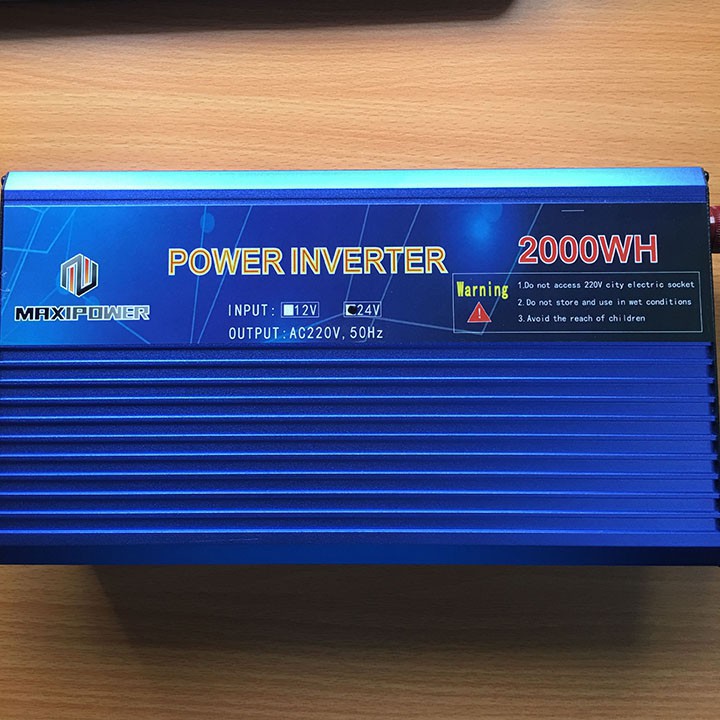 POWER INVERTER
2000WH
MAXIPOWER
INPUT: 12V 24V
OUTPUT:AC220V,50Hz
Warning
1.Do not access 220V city electric socket
2.Do not store and use in wet conditions
3.Avoid the reach of children